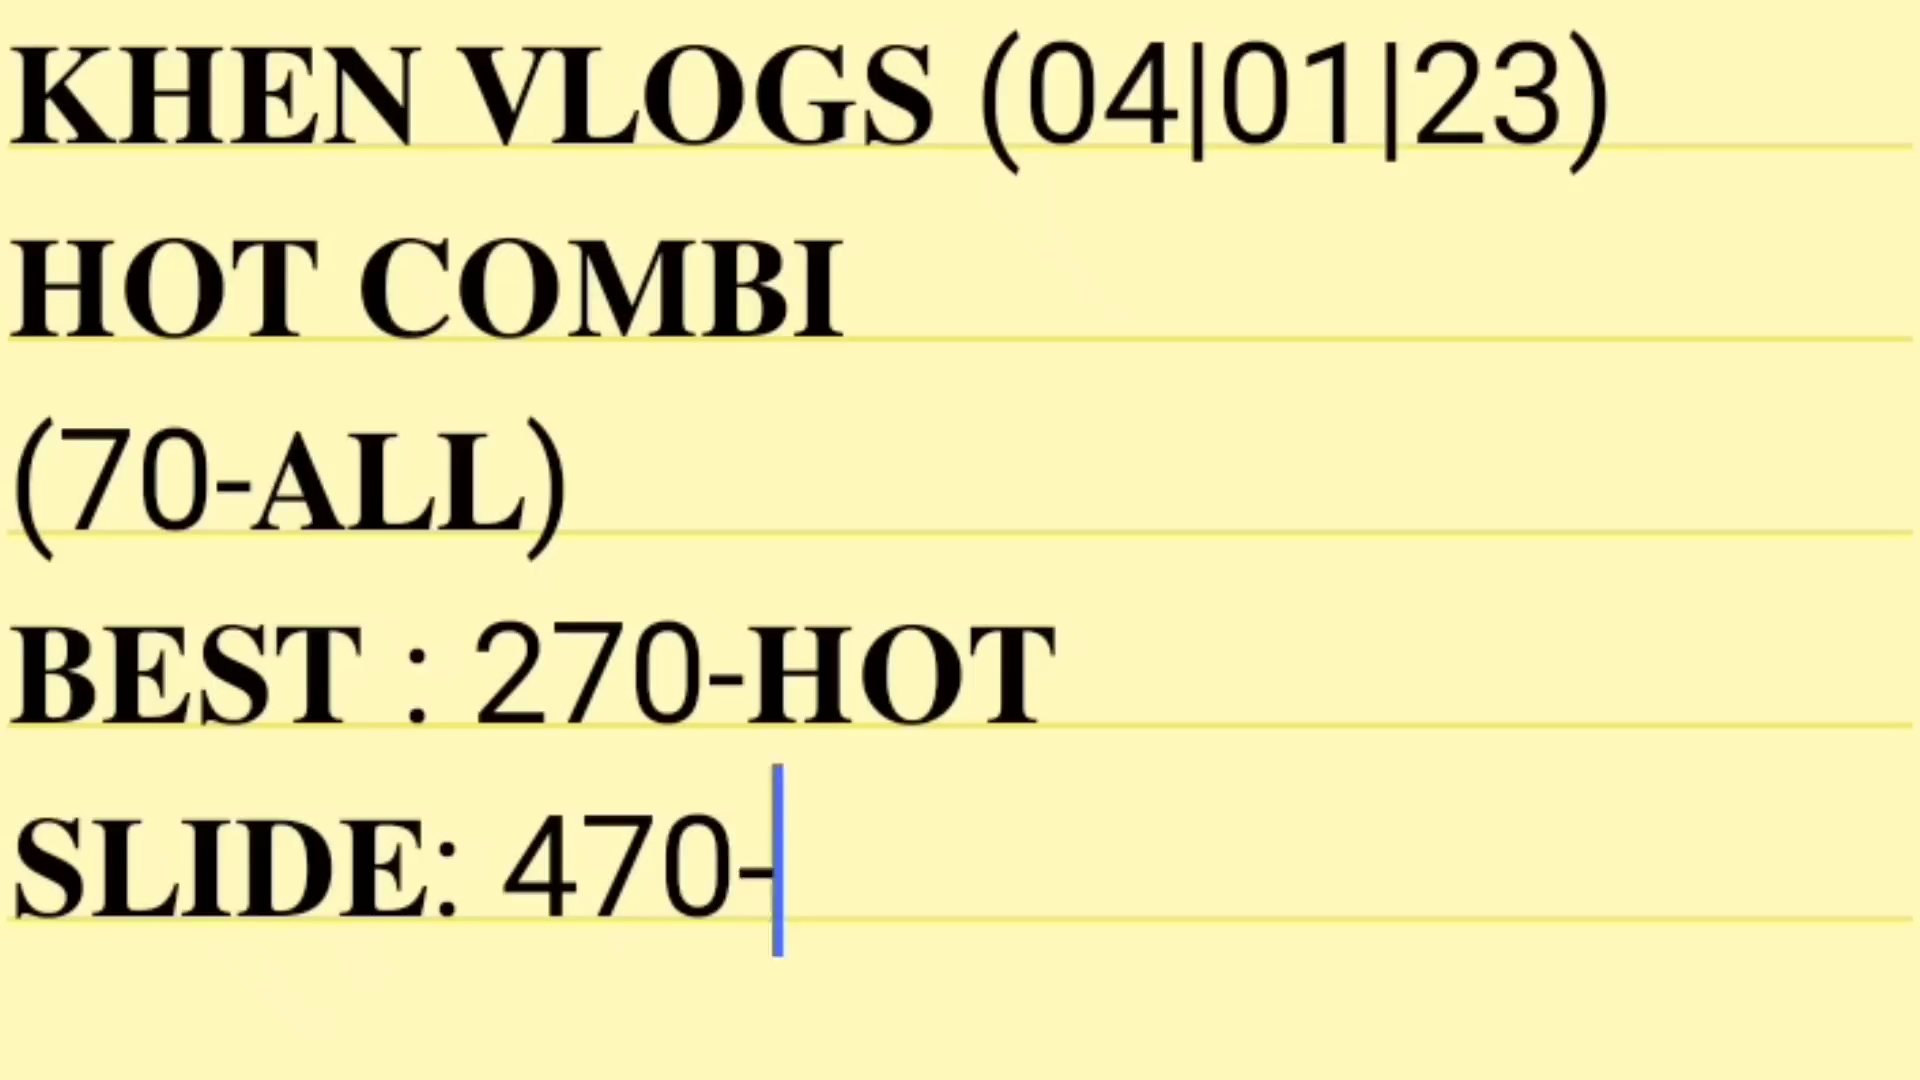 KHEN VLOGS (04|01|23)
HOT COMBI
(70-ALL)
BEST : 270-HOT
SLIDE: 470-